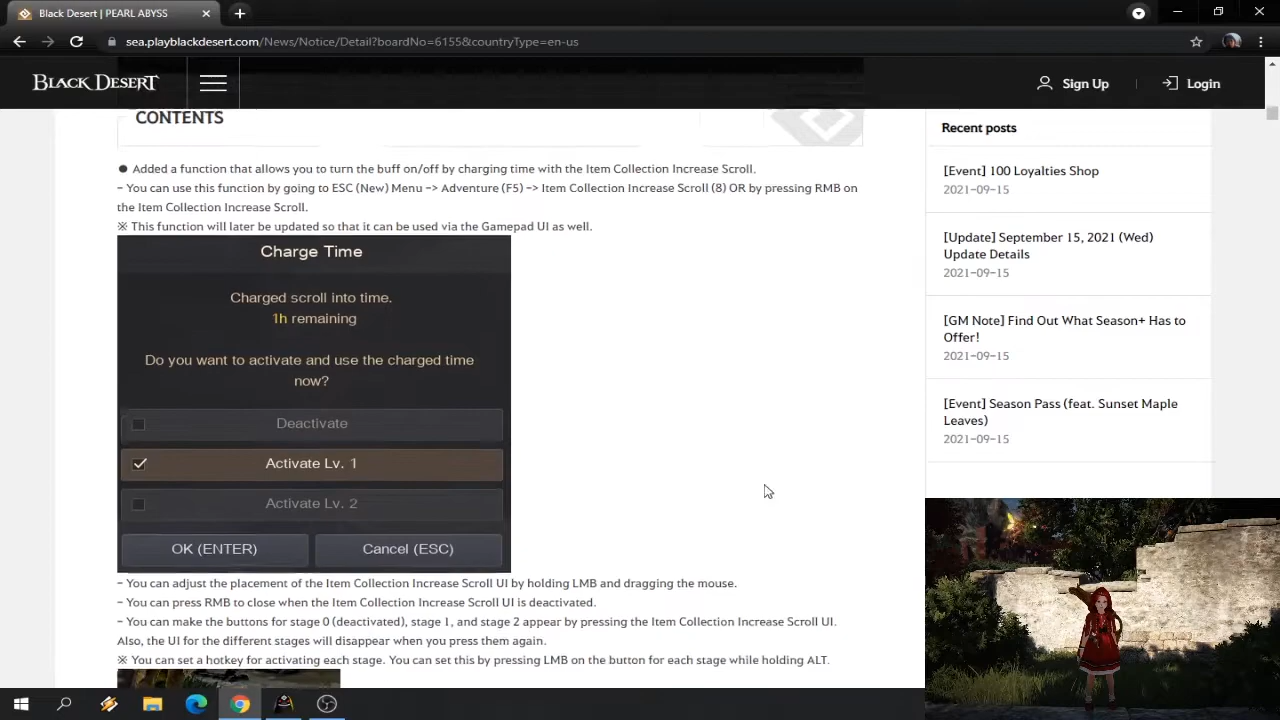 Black Desert | PEARL ABYSS
sea.playblackdesert.com/News/Notice/Detail?boardNo=6155&countryType=en-us
BLACK DESERT
Sign Up
Login
CONTENTS
● Added a function that allows you to turn the buff on/off by charging time with the Item Collection Increase Scroll.
– You can use this function by going to ESC (New) Menu –> Adventure (F5) –> Item Collection Increase Scroll (8) OR by pressing RMB on
the Item Collection Increase Scroll.
※ This function will later be updated so that it can be used via the Gamepad UI as well.
Charge Time
Charged scroll into time.
1h remaining
Do you want to activate and use the charged time
now?
Deactivate
Activate Lv. 1
Activate Lv. 2
OK (ENTER)
Cancel (ESC)
– You can adjust the placement of the Item Collection Increase Scroll UI by holding LMB and dragging the mouse.
– You can press RMB to close when the Item Collection Increase Scroll UI is deactivated.
– You can make the buttons for stage 0 (deactivated), stage 1, and stage 2 appear by pressing the Item Collection Increase Scroll UI.
Also, the UI for the different stages will disappear when you press them again.
※ You can set a hotkey for activating each stage. You can set this by pressing LMB on the button for each stage while holding ALT.
Recent posts
[Event] 100 Loyalties Shop
2021-09-15
[Update] September 15, 2021 (Wed)
Update Details
2021-09-15
[GM Note] Find Out What Season+ Has to
Offer!
2021-09-15
[Event] Season Pass (feat. Sunset Maple
Leaves)
2021-09-15